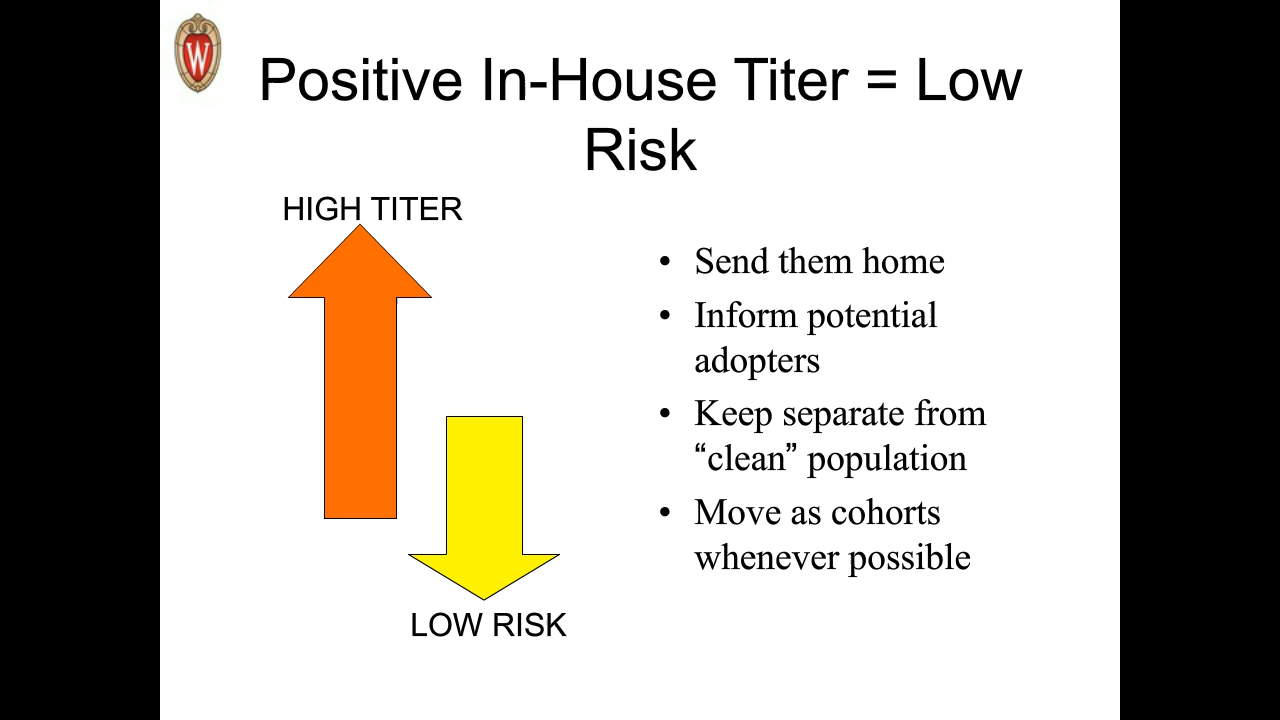 W
Positive In-House Titer = Low
Risk
HIGH TITER
• Send them home
• Inform potential
adopters
• Keep separate from
“clean” population
• Move as cohorts
whenever possible
LOW RISK